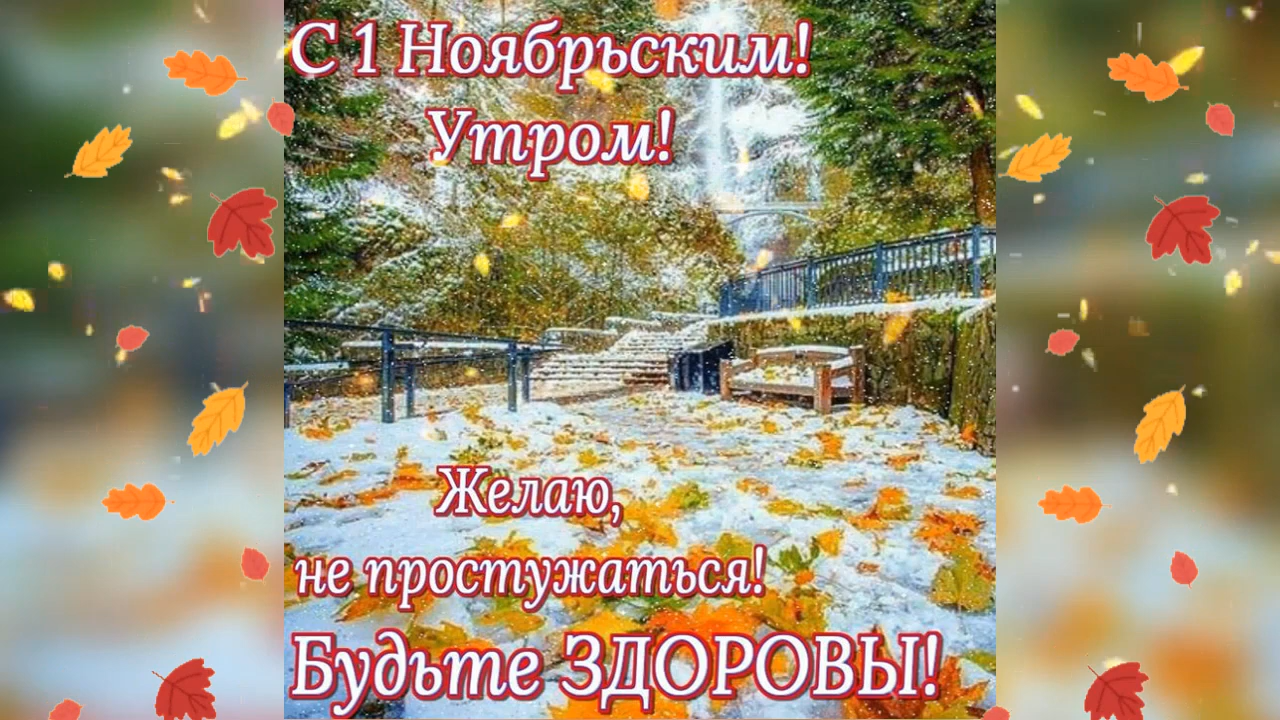 С 1 Ноябрьским!
Утром!
Желаю,
не простужаться!
Будьте ЗДОРОВЫ!